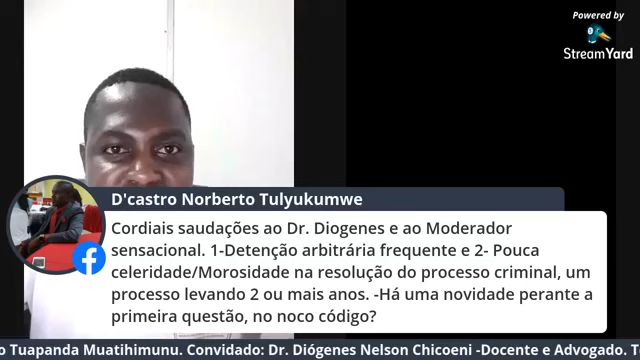 Powered by
StreamYard
D'castro Norberto Tulyukumwe
Cordiais saudações ao Dr. Diogenes e ao Moderador
sensacional. 1-Detenção arbitrária frequente e 2- Pouca
celeridade/Morosidade na resolução do processo criminal, um
processo levando 2 ou mais anos. -Há uma novidade perante a
primeira questão, no noco código?
o Tuapanda Muatihimunu. Convidado: Dr. Diógenes Nelson Chicoeni -Docente e Advogado. T